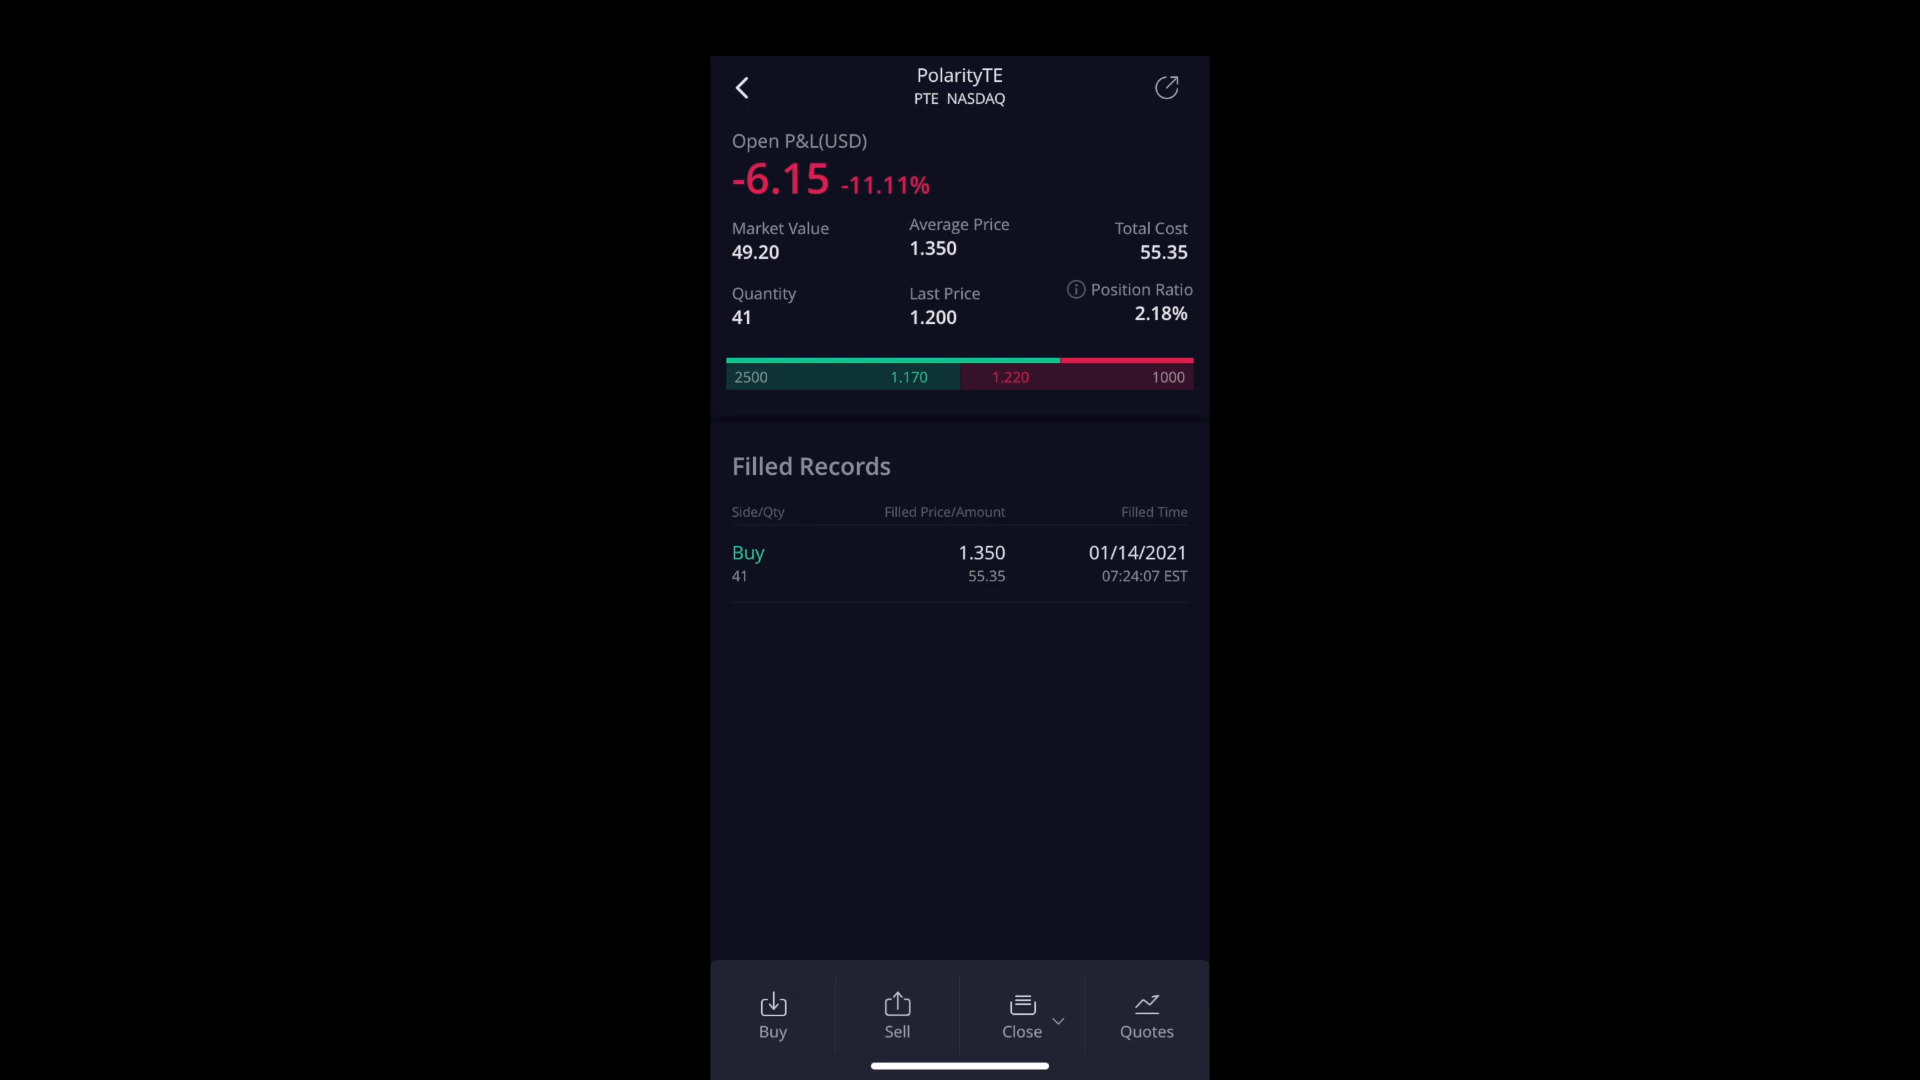 PolarityTE
PTE NASDAQ
Open P&L(USD)
-6.15 -11.11%
Market Value
49.20
Average Price
1.350
Total Cost
55.35
Quantity
41
Last Price
1.200
Position Ratio
2.18%
2500 1.170 1.220 1000
Filled Records
Side/Qty Filled Price/Amount Filled Time
Buy 1.350 01/14/2021
41 55.35 07:24:07 EST
Buy Sell Close Quotes